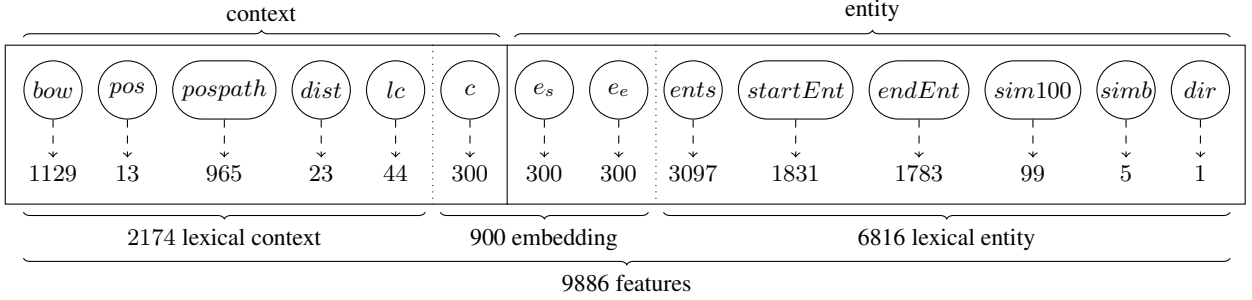 context entity
bow pos pospath dist lc c e_s e_e ents startEnt endEnt sim100 simb dir
1129 13 965 23 44 300 300 300 3097 1831 1783 99 5 1
2174 lexical context 900 embedding 6816 lexical entity
9886 features